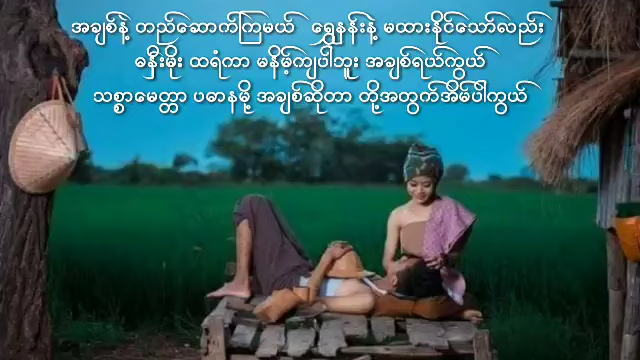 အချစ်နဲ့ တည်ဆောက်ကြမယ် ရွှေနန်းနဲ့ မထားနိုင်သော်လည်း
ဓနိမိုး ထရံကာ မနိမ့်ကျပါဘူး အချစ်ရယ်ကွယ်
သစ္စာမေတ္တာ ပဓာနမို့ အချစ်ဆိုတာ တို့အတွက်အိမ်ပါကွယ်